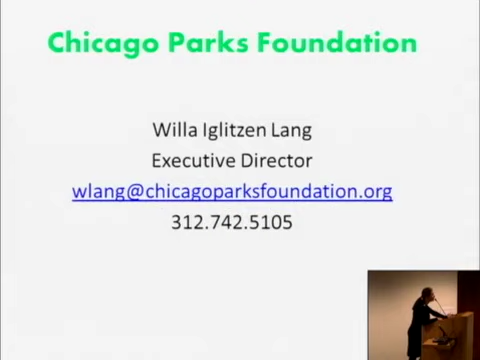 Chicago Parks Foundation
Willa Iglitzen Lang
Executive Director
wlang@chicagoparksfoundation.org
312.742.5105